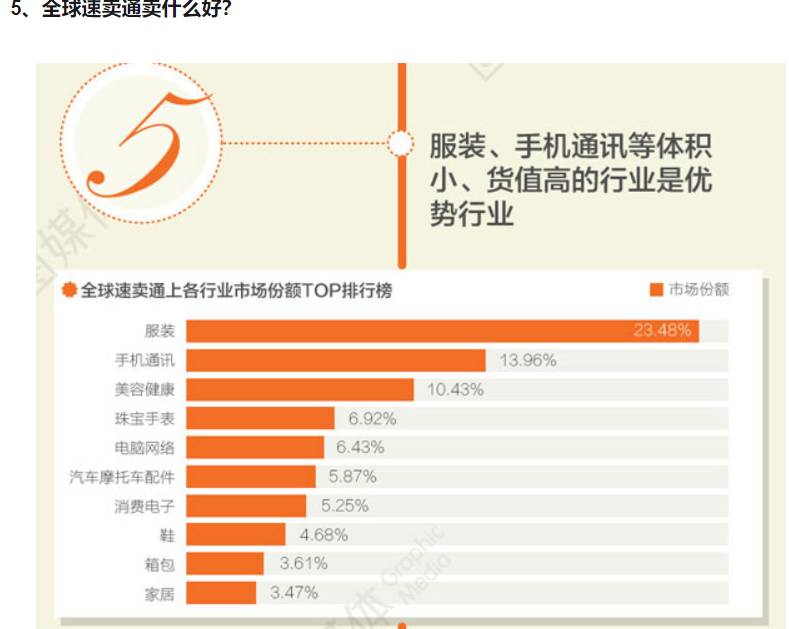 5、全球速卖通卖什么好?
5
服装、手机通讯等体积
小、货值高的行业是优
势行业
全球速卖通上各行业市场份额TOP排行榜
市场份额
服装 23.48%
手机通讯 13.96%
美容健康 10.43%
珠宝手表 6.92%
电脑网络 6.43%
汽车摩托车配件 5.87%
消费电子 5.25%
鞋 4.68%
箱包 3.61%
家居 3.47%
Graphic
Media